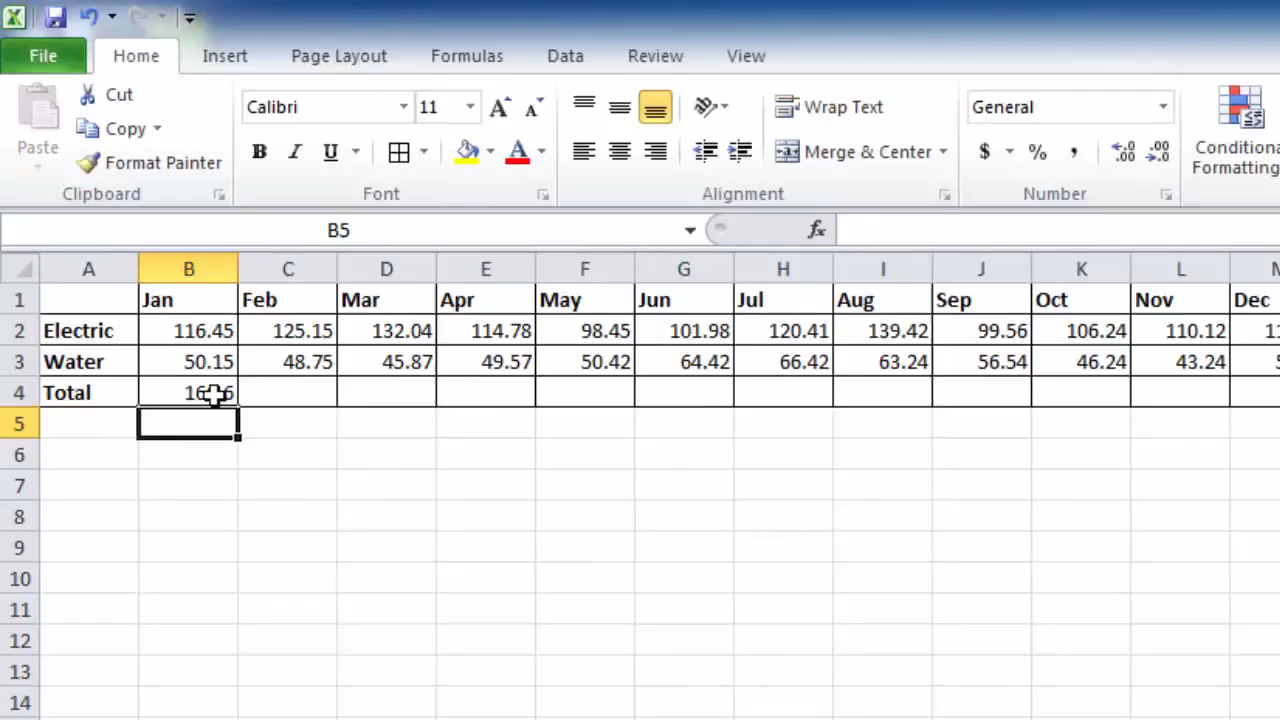 File Home Insert Page Layout Formulas Data Review View
Paste Cut Calibri 11 Wrap Text General
Copy B I U Merge & Center $ % , .00 .0 Formatting
Format Painter
Clipboard Font Alignment Number
B5 fx
A B C D E F G H I J K L
1 Jan Feb Mar Apr May Jun Jul Aug Sep Oct Nov Dec
2 Electric 116.45 125.15 132.04 114.78 98.45 101.98 120.41 139.42 99.56 106.24 110.12
3 Water 50.15 48.75 45.87 49.57 50.42 64.42 66.42 63.24 56.54 46.24 43.24
4 Total
5
6
7
8
9
10
11
12
13
14